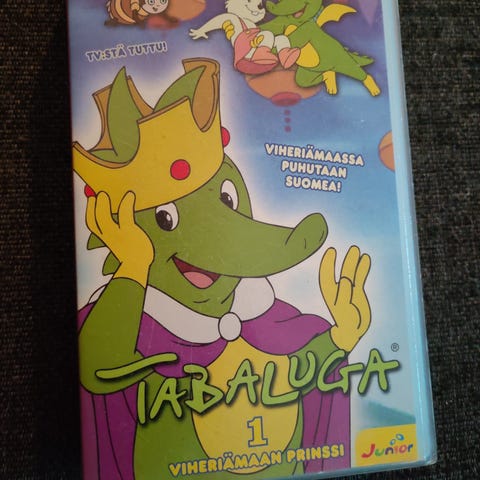 TV:STÄ TUTTU!
VIHERIÄMAASSA
PUHUTAAN
SUOMEA!
TABALUGA®
1
VIHERIÄMAAN PRINSSI
Junior